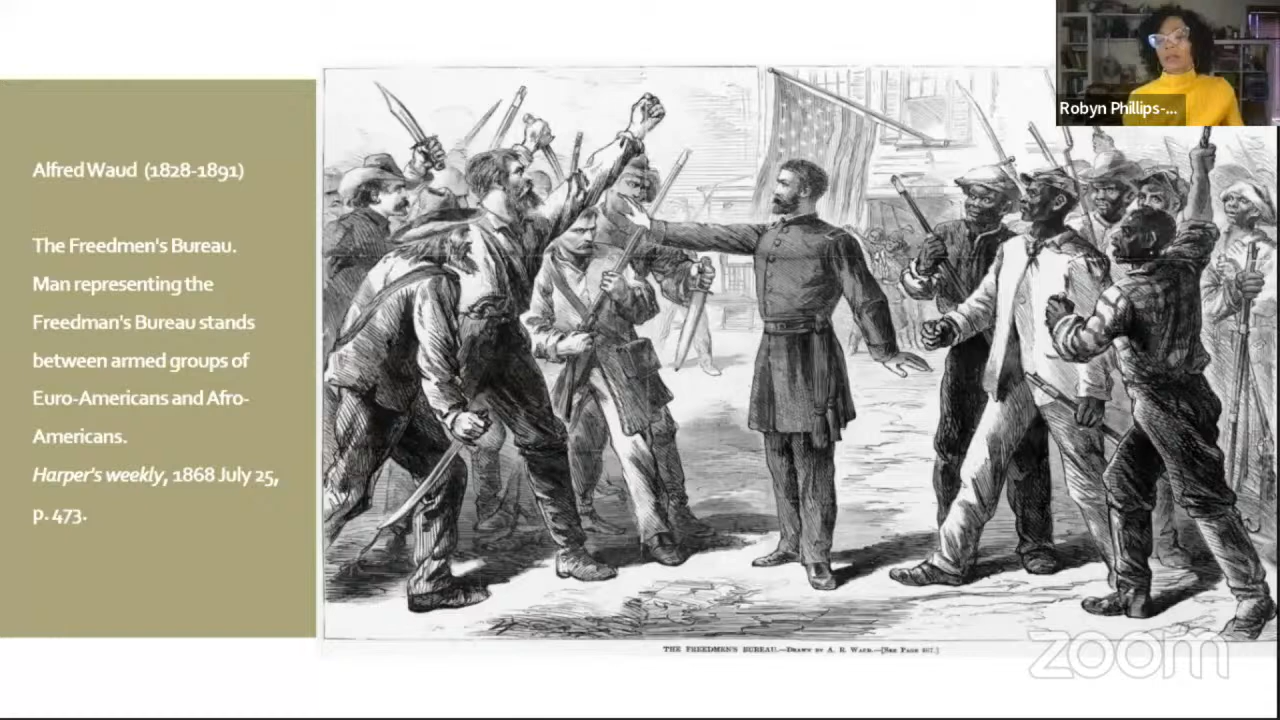 Alfred Waud (1828-1891)
The Freedmen's Bureau.
Man representing the
Freedman's Bureau stands
between armed groups of
Euro-Americans and Afro-
Americans.
Harper's weekly, 1868 July 25,
p. 473.
Robyn Phillips-...
THE FREEDMEN'S BUREAU.—Drawn by A. R. Waud.—[See Page 467.]
zoom